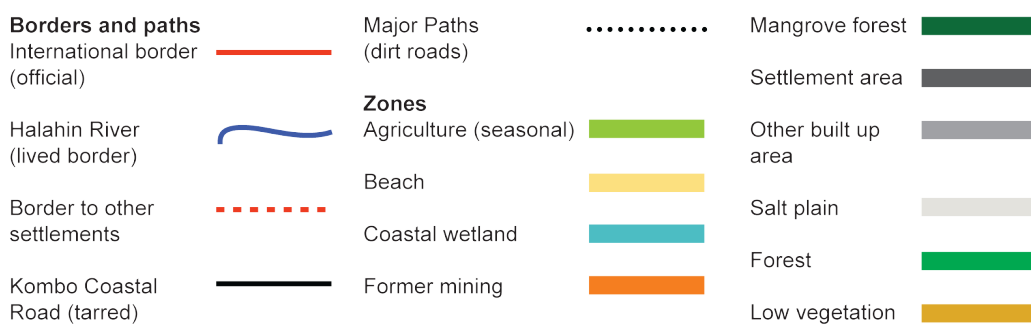 Borders and paths
International border
(official)
Halahin River
(lived border)
Border to other
settlements
Kombo Coastal
Road (tarred)
Major Paths
(dirt roads)
Zones
Agriculture (seasonal)
Beach
Coastal wetland
Former mining
Mangrove forest
Settlement area
Other built up
area
Salt plain
Forest
Low vegetation